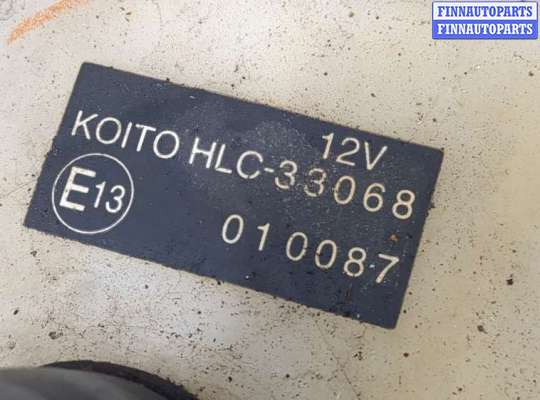 FINNAUTOPARTS
FINNAUTOPARTS
12V
KOITO HLC-33068
E13
010087